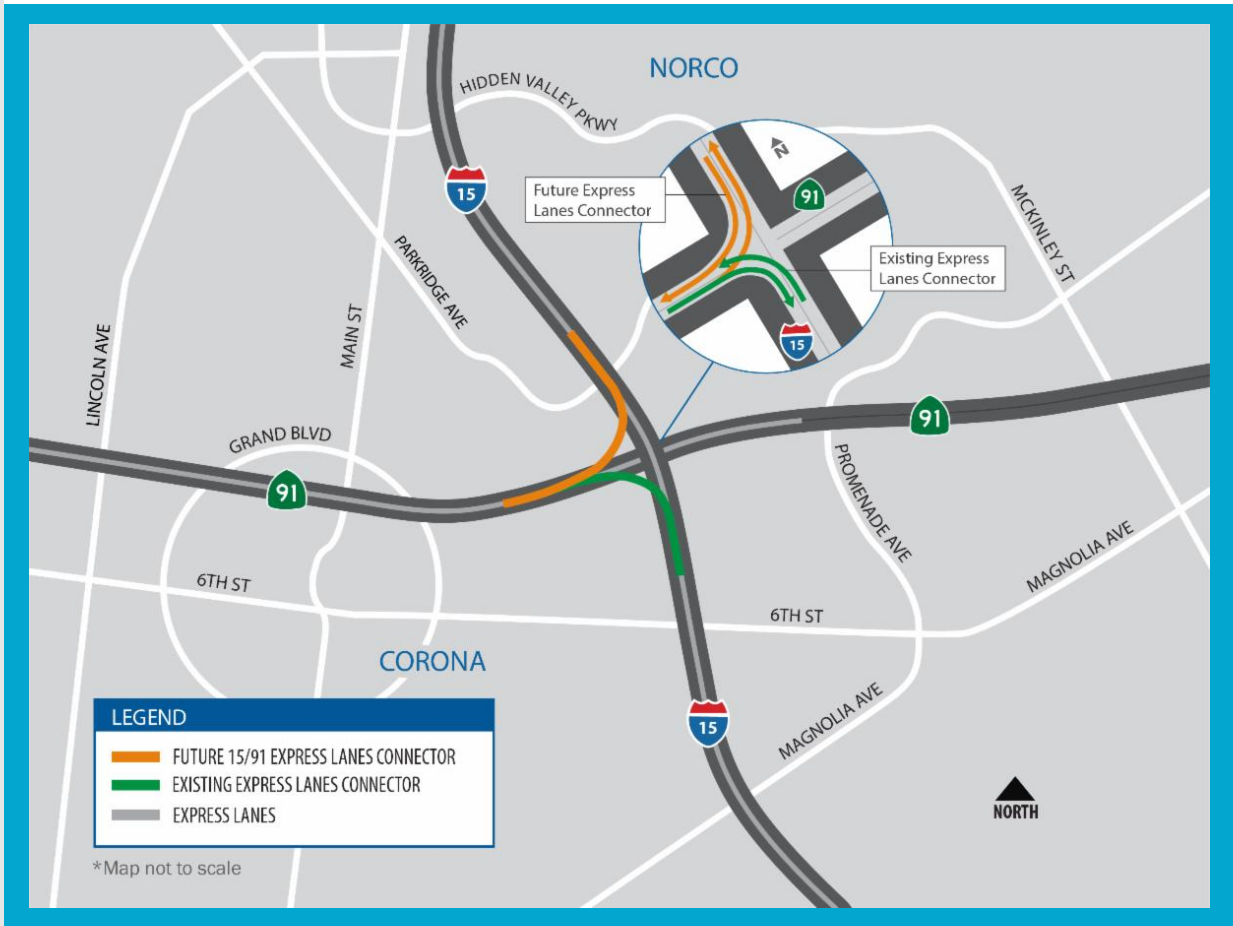 NORCO
HIDDEN VALLEY PKWY
N
15
Future Express
Lanes Connector
91
MCKINLEY ST
PARKRIDGE AVE
Existing Express
Lanes Connector
15
LINCOLN AVE
MAIN ST
91
GRAND BLVD
91
PROMENADE AVE
MAGNOLIA AVE
6TH ST
6TH ST
CORONA
MAGNOLIA AVE
15
LEGEND
FUTURE 15/91 EXPRESS LANES CONNECTOR
EXISTING EXPRESS LANES CONNECTOR
EXPRESS LANES
NORTH
*Map not to scale